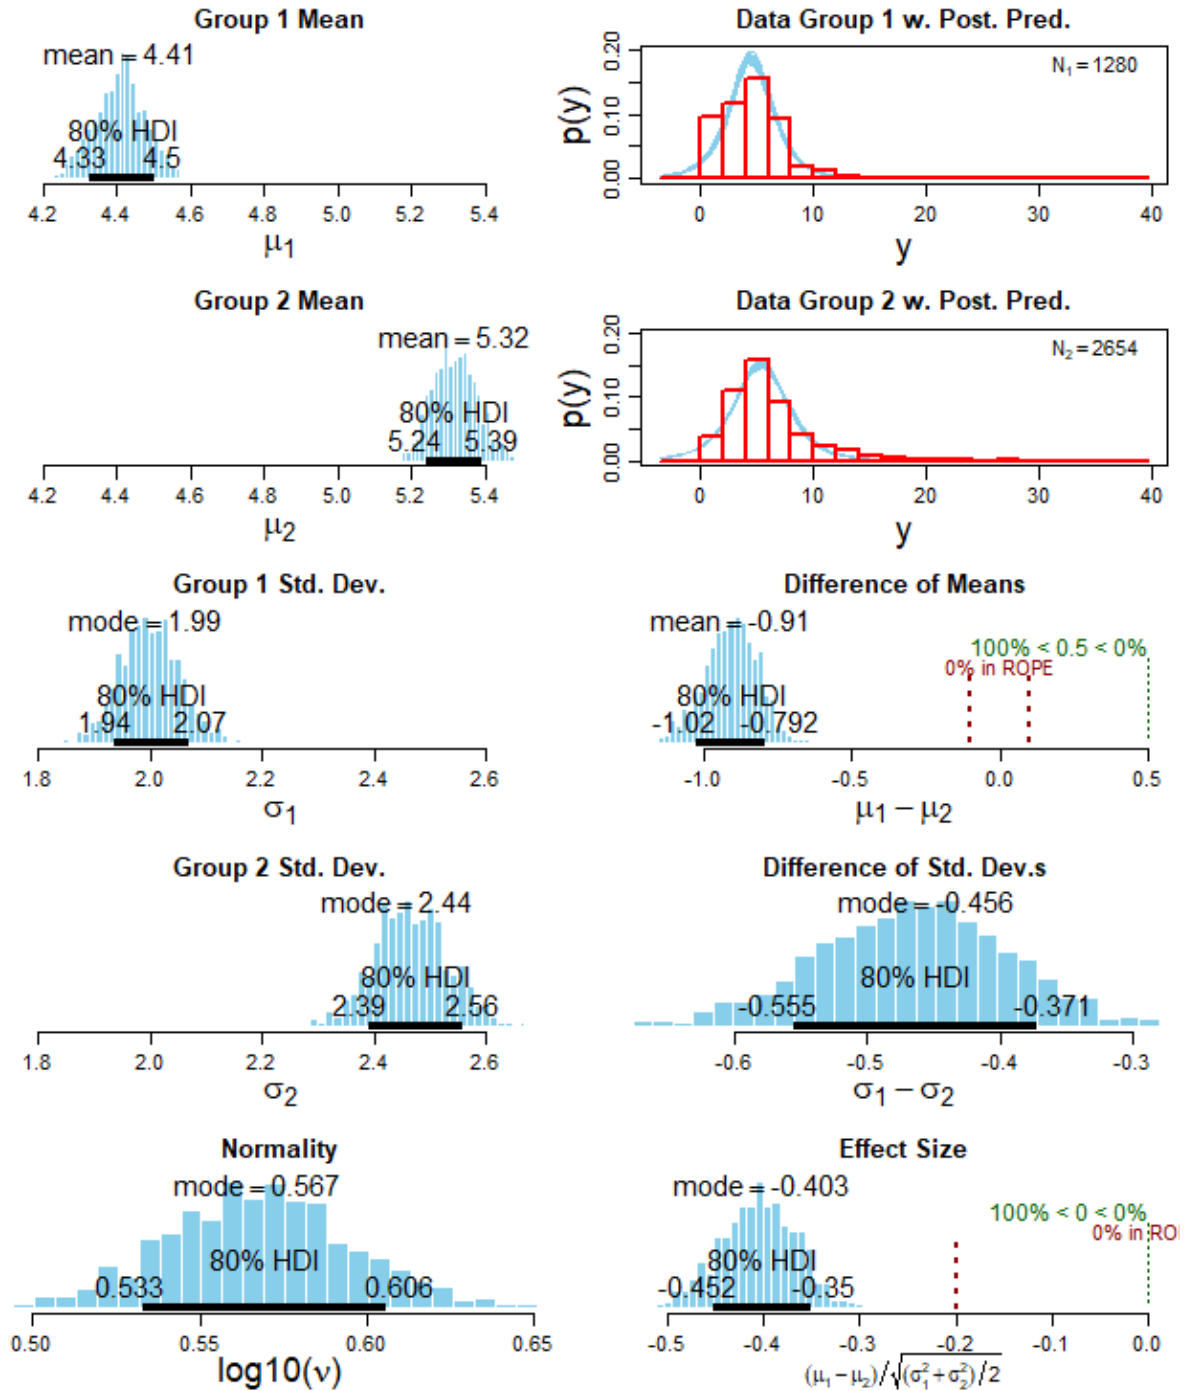 Group 1 Mean
mean = 4.41
80% HDI
4.33 4.5
4.2 4.4 4.6 4.8 5.0 5.2 5.4
μ1
Data Group 1 w. Post. Pred.
N1 = 1280
p(y)
0.00 0.10 0.20
0 10 20 30 40
y
Group 2 Mean
mean = 5.32
80% HDI
5.24 5.39
4.2 4.4 4.6 4.8 5.0 5.2 5.4
μ2
Data Group 2 w. Post. Pred.
N2 = 2654
p(y)
0.00 0.10 0.20
0 10 20 30 40
y
Group 1 Std. Dev.
mode = 1.99
80% HDI
1.94 2.07
1.8 2.0 2.2 2.4 2.6
σ1
Difference of Means
mean = -0.91
100% < 0.5 < 0%
0% in ROPE
80% HDI
-1.02 -0.792
-1.0 -0.5 0.0 0.5
μ1 − μ2
Group 2 Std. Dev.
mode = 2.44
80% HDI
2.39 2.56
1.8 2.0 2.2 2.4 2.6
σ2
Difference of Std. Dev.s
mode = -0.456
80% HDI
-0.555 -0.371
-0.6 -0.5 -0.4 -0.3
σ1 − σ2
Normality
mode = 0.567
80% HDI
0.533 0.606
0.50 0.55 0.60 0.65
log10(ν)
Effect Size
mode = -0.403
100% < 0 < 0%
0% in RO
80% HDI
-0.452 -0.35
-0.5 -0.4 -0.3 -0.2 -0.1 0.0
(μ1 − μ2)/√(σ1² + σ2²)/2